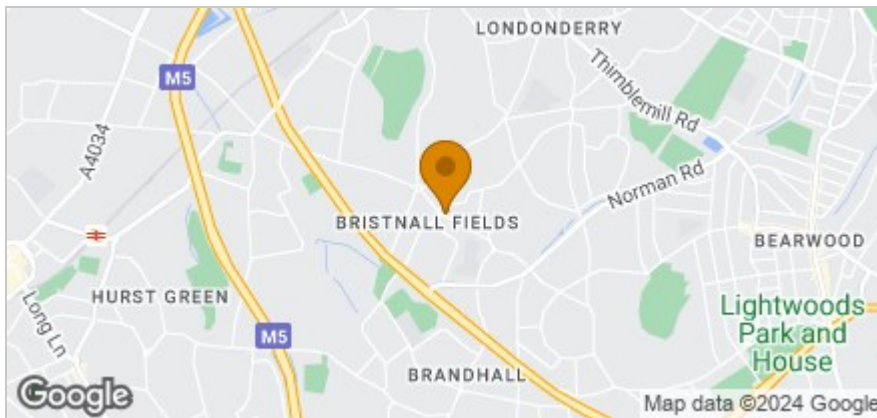 LONDONDERRY
M5
Thimblemill Rd
A4034
Norman Rd
BRISTNALL FIELDS
BEARWOOD
HURST GREEN
Long Ln
Lightwoods
Park and
House
M5
BRANDHALL
Google
Map data ©2024 Google